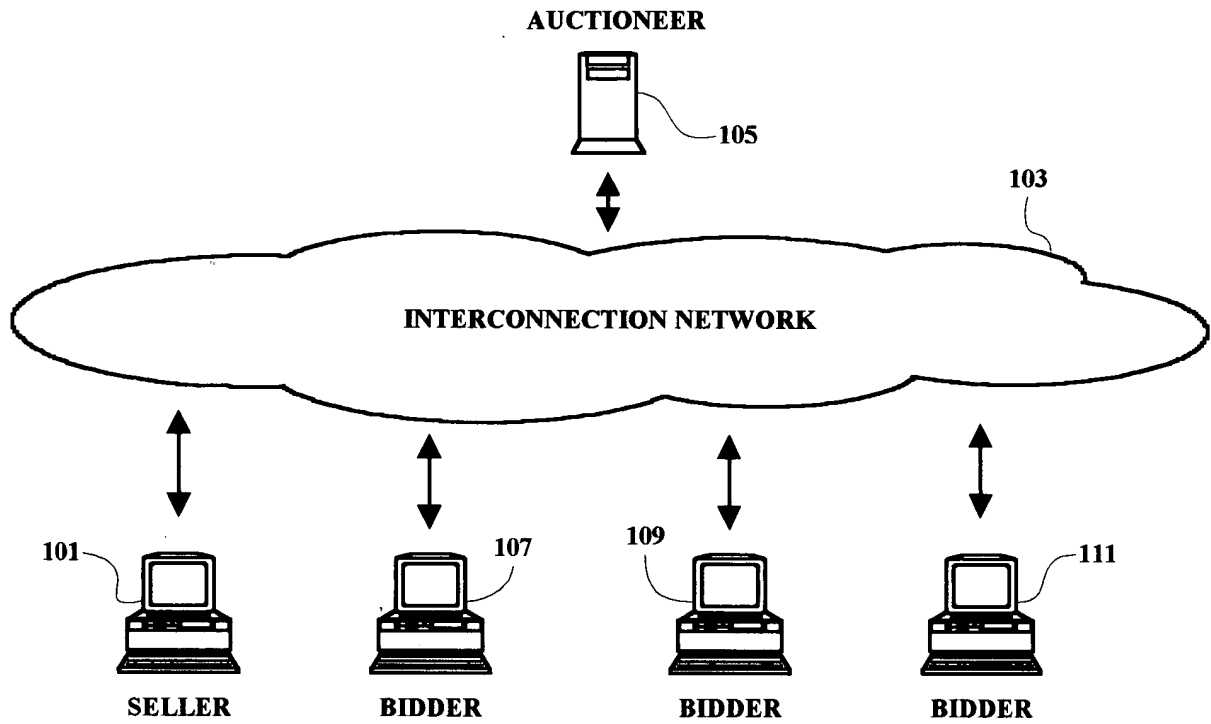 AUCTIONEER
105
103
INTERCONNECTION NETWORK
101
107
109
111
SELLER
BIDDER
BIDDER
BIDDER